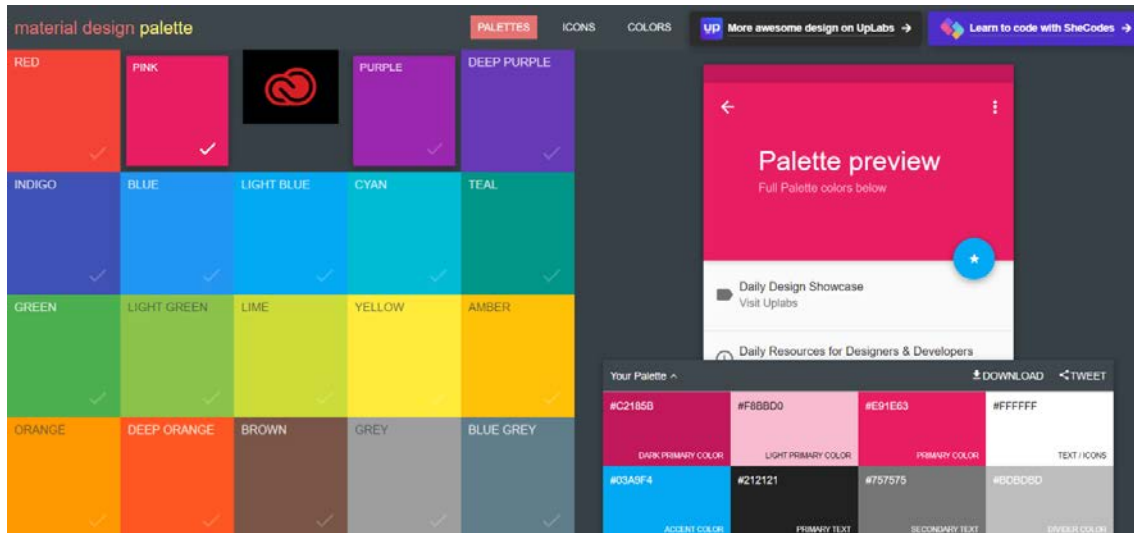 material design palette
PALETTES
ICONS
COLORS
up More awesome design on UpLabs →
Learn to code with SheCodes →
RED
PINK
PURPLE
DEEP PURPLE
INDIGO
BLUE
LIGHT BLUE
CYAN
TEAL
GREEN
LIGHT GREEN
LIME
YELLOW
AMBER
ORANGE
DEEP ORANGE
BROWN
GREY
BLUE GREY
Palette preview
Full Palette colors below
Daily Design Showcase
Visit Uplabs
Daily Resources for Designers & Developers
Your Palette
DOWNLOAD
TWEET
#C2185B
DARK PRIMARY COLOR
#F8BBD0
LIGHT PRIMARY COLOR
#E91E63
PRIMARY COLOR
#FFFFFF
TEXT / ICONS
#03A9F4
ACCENT COLOR
#212121
PRIMARY TEXT
#757575
SECONDARY TEXT
#BDBDBD
DIVIDER COLOR